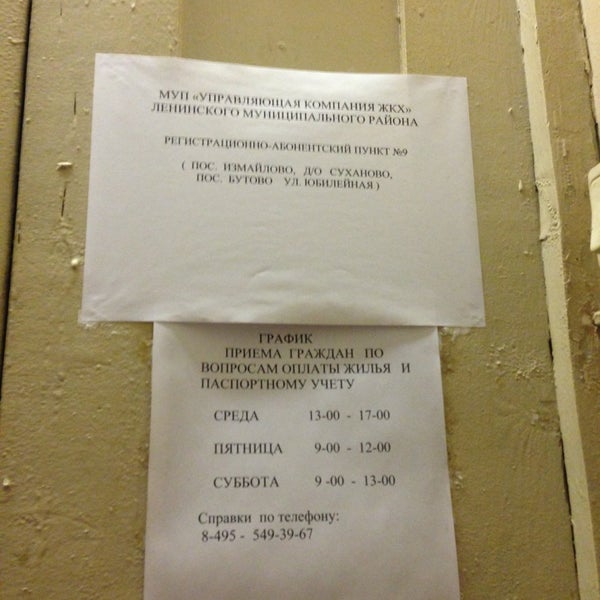 МУП «УПРАВЛЯЮЩАЯ КОМПАНИЯ ЖКХ»
ЛЕНИНСКОГО МУНИЦИПАЛЬНОГО РАЙОНА
РЕГИСТРАЦИОННО-АБОНЕНТСКИЙ ПУНКТ №9
( ПОС. ИЗМАЙЛОВО, Д/О СУХАНОВО,
ПОС. БУТОВО УЛ. ЮБИЛЕЙНАЯ )
ГРАФИК
ПРИЕМА ГРАЖДАН ПО
ВОПРОСАМ ОПЛАТЫ ЖИЛЬЯ И
ПАСПОРТНОМУ УЧЕТУ
СРЕДА 13-00 - 17-00
ПЯТНИЦА 9-00 - 12-00
СУББОТА 9 -00 - 13-00
Справки по телефону:
8-495 - 549-39-67